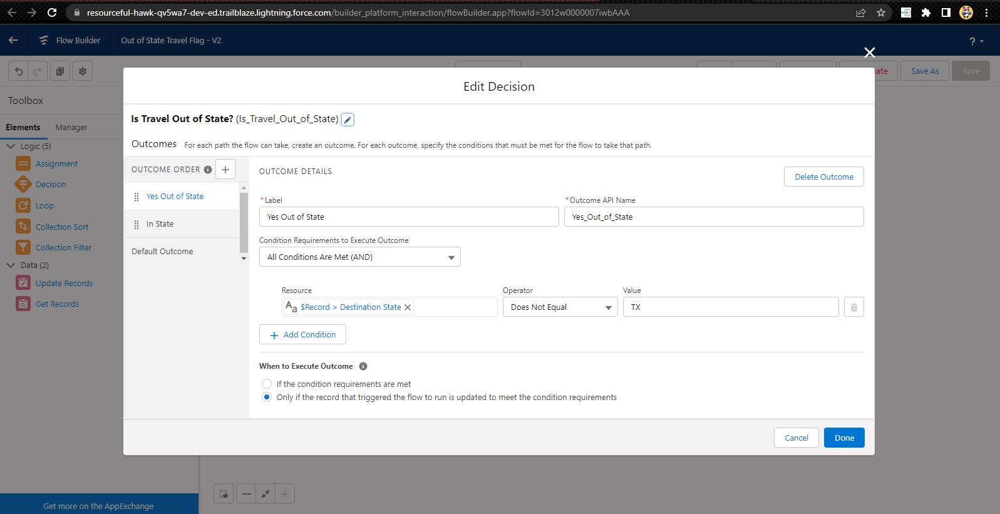 resourceful-hawk-qv5wa7-dev-ed.trailblaze.lightning.force.com/builder_platform_interaction/flowBuilder.app?flowId=3012w0000007iwbAAA
Flow Builder
Out of State Travel Flag - V2
?
ate
Save As
Save
Toolbox
Elements
Manager
Logic (5)
Assignment
Decision
Loop
Collection Sort
Collection Filter
Data (2)
Update Records
Get Records
Get more on the AppExchange
Edit Decision
Is Travel Out of State? (Is_Travel_Out_of_State)
Outcomes For each path the flow can take, create an outcome. For each outcome, specify the conditions that must be met for the flow to take that path.
OUTCOME ORDER
Yes Out of State
In State
Default Outcome
OUTCOME DETAILS
Delete Outcome
*Label
Yes Out of State
*Outcome API Name
Yes_Out_of_State
Condition Requirements to Execute Outcome
All Conditions Are Met (AND)
Resource
Aa $Record > Destination State
Operator
Does Not Equal
Value
TX
Add Condition
When to Execute Outcome
If the condition requirements are met
Only if the record that triggered the flow to run is updated to meet the condition requirements
Cancel
Done